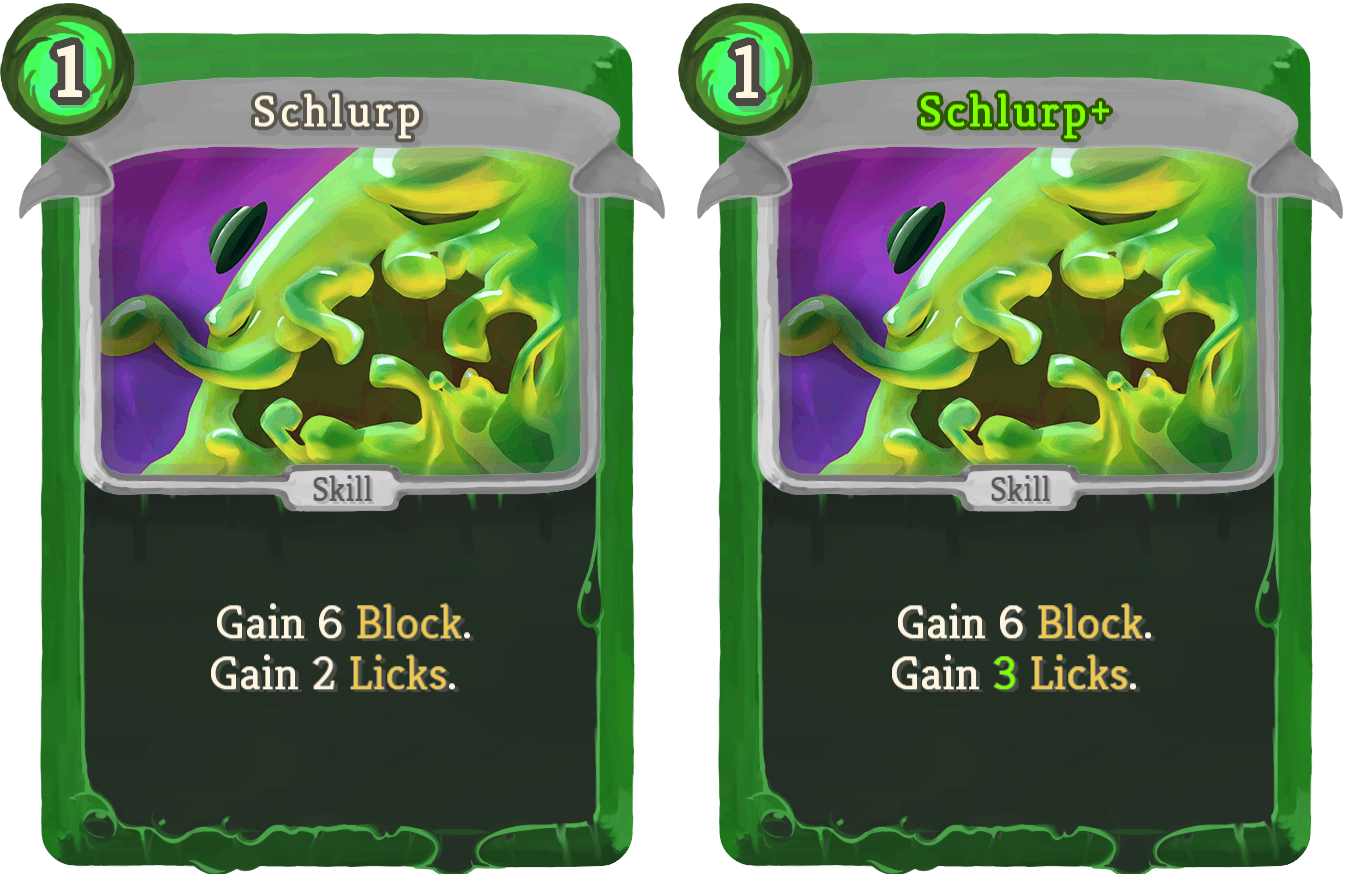 1
Schlurp
Skill
Gain 6 Block.
Gain 2 Licks.
1
Schlurp+
Skill
Gain 6 Block.
Gain 3 Licks.